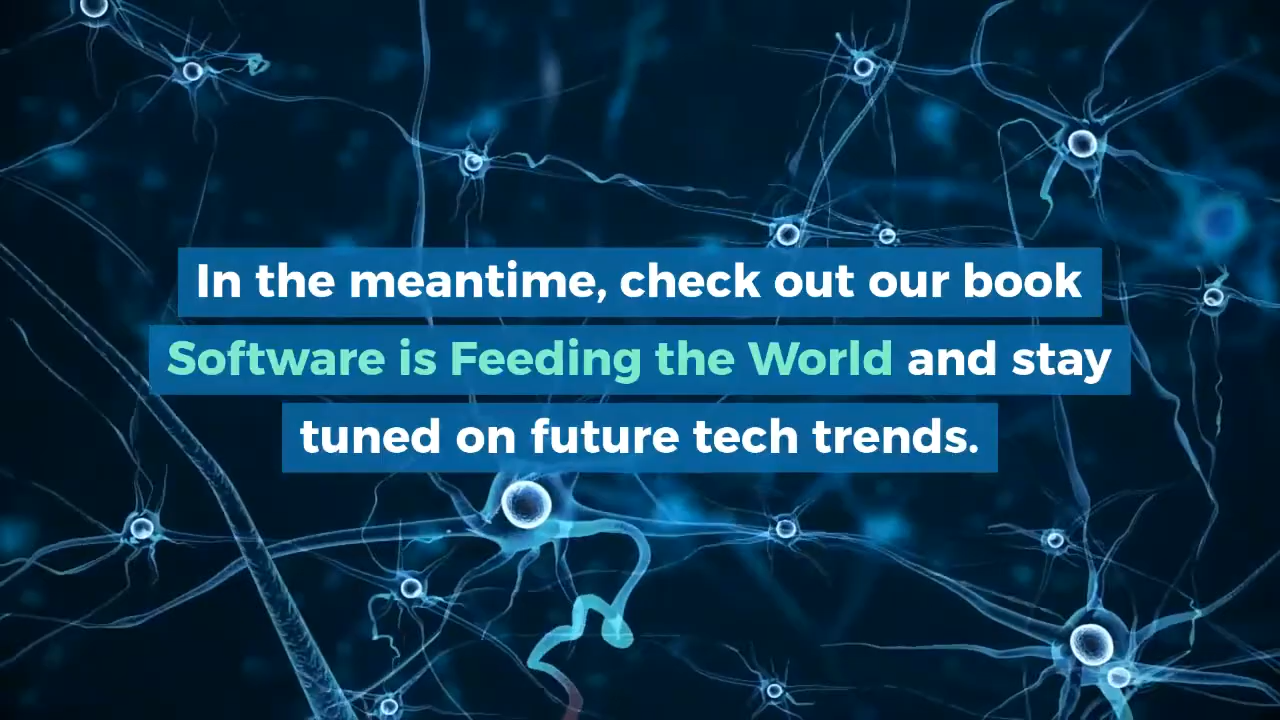 In the meantime, check out our book
Software is Feeding the World and stay
tuned on future tech trends.